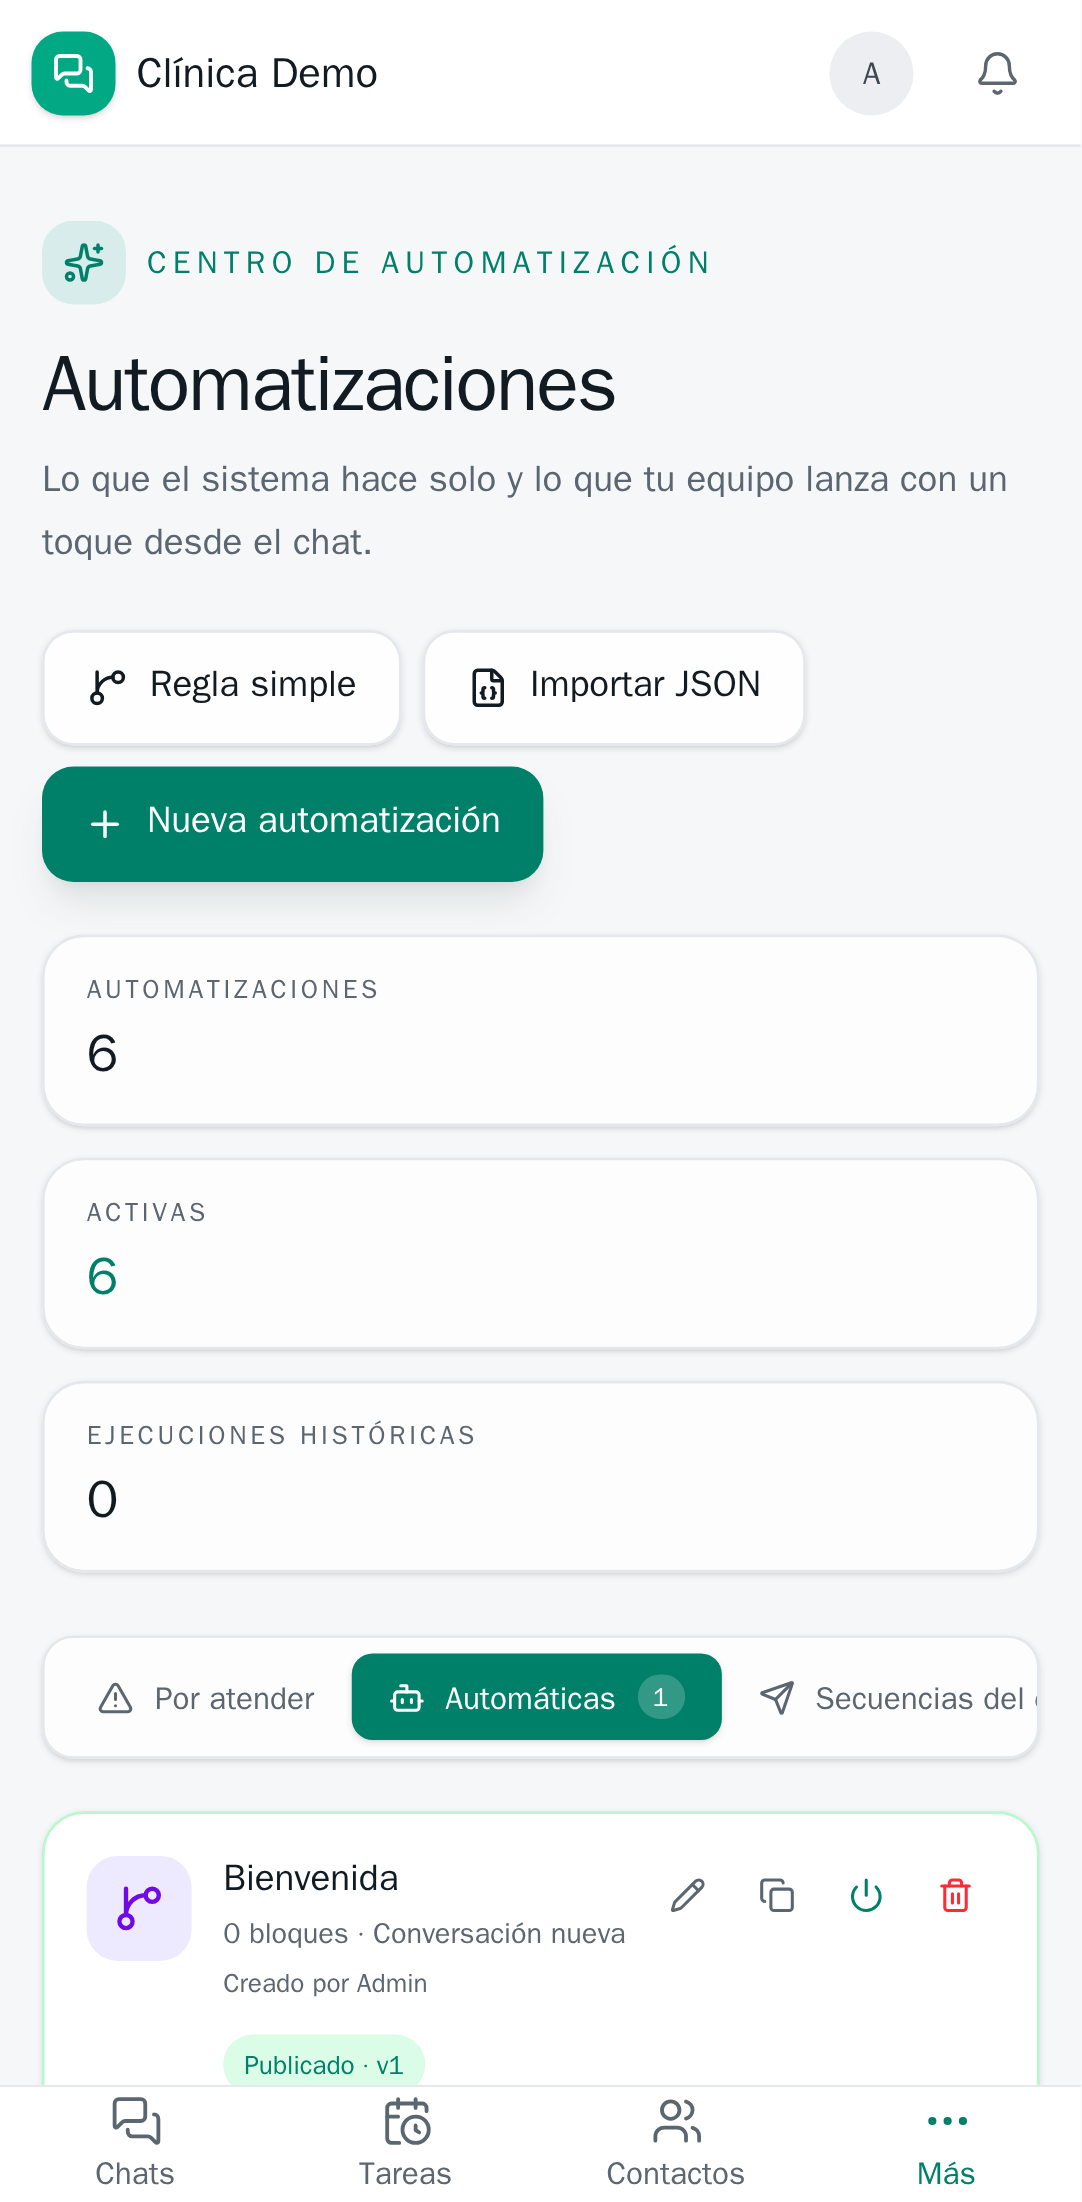 Clínica Demo
A
CENTRO DE AUTOMATIZACIÓN
Automatizaciones
Lo que el sistema hace solo y lo que tu equipo lanza con un
toque desde el chat.
Regla simple
Importar JSON
Nueva automatización
AUTOMATIZACIONES
6
ACTIVAS
6
EJECUCIONES HISTÓRICAS
0
Por atender
Automáticas 1
Secuencias del
Bienvenida
0 bloques · Conversación nueva
Creado por Admin
Publicado · v1
Chats
Tareas
Contactos
Más